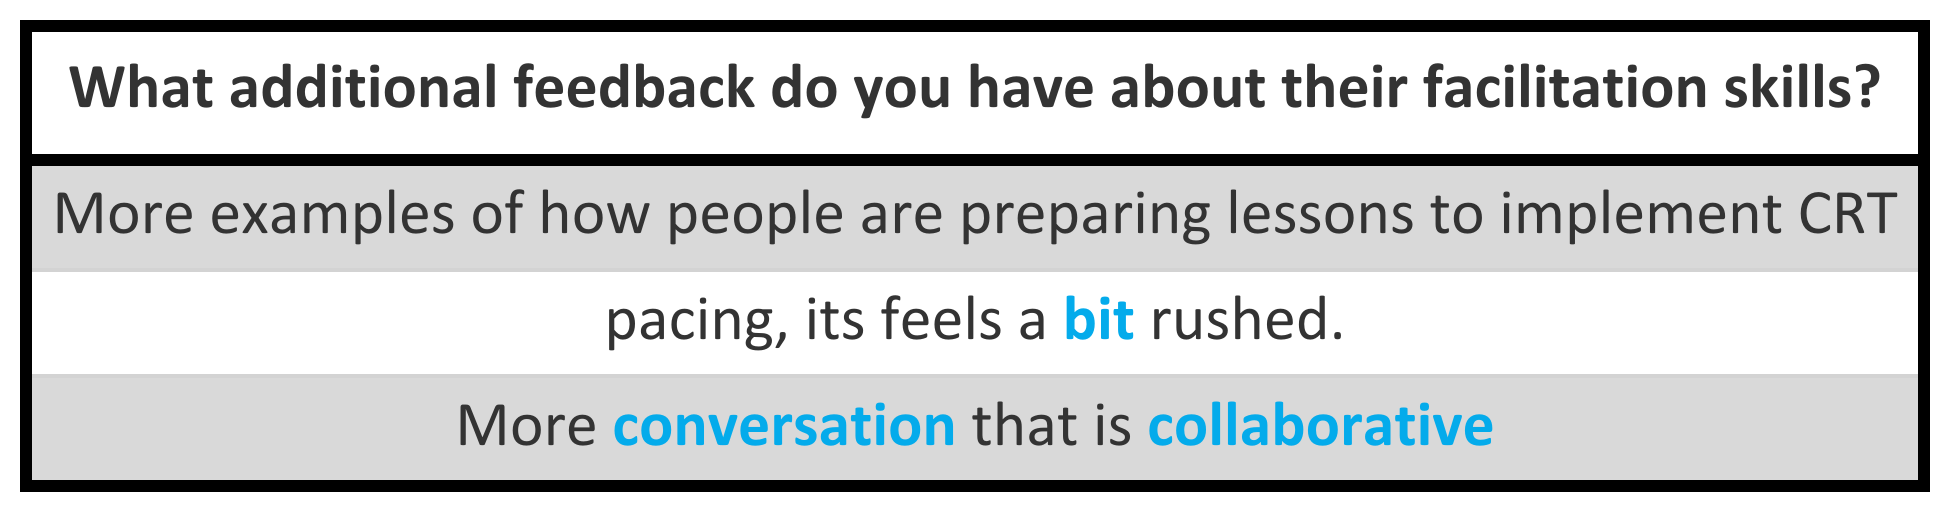 What additional feedback do you have about their facilitation skills?
More examples of how people are preparing lessons to implement CRT
pacing, its feels a bit rushed.
More conversation that is collaborative